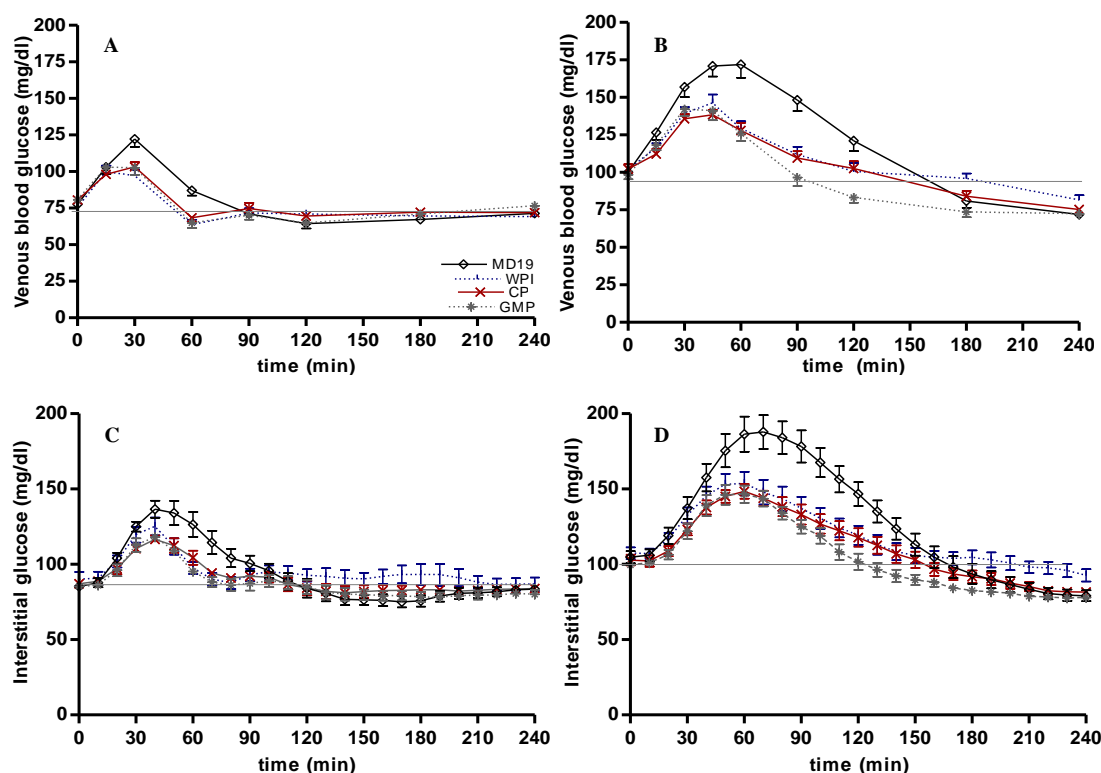 A
Venous blood glucose (mg/dl)
200
175
150
125
100
75
50
25
0
MD19
WPI
CP
GMP
0 30 60 90 120 150 180 210 240
time (min)
B
Venous blood glucose (mg/dl)
200
175
150
125
100
75
50
25
0
0 30 60 90 120 150 180 210 240
time (min)
C
Interstitial glucose (mg/dl)
200
150
100
50
0
0 30 60 90 120 150 180 210 240
time (min)
D
Interstitial glucose (mg/dl)
200
150
100
50
0
0 30 60 90 120 150 180 210 240
time (min)